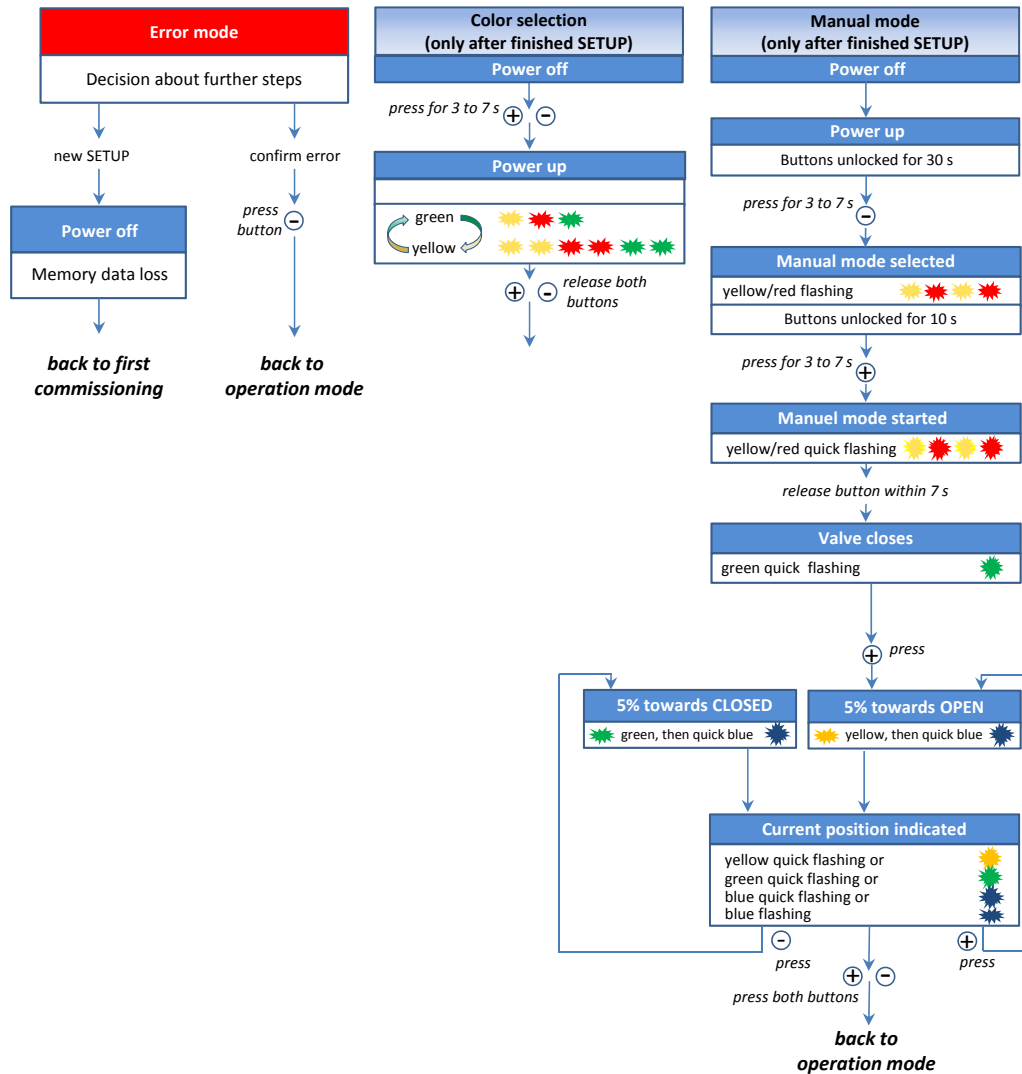 Error mode
Decision about further steps
new SETUP
confirm error
press
button
-
Power off
Memory data loss
back to first
commissioning
back to
operation mode
Color selection
(only after finished SETUP)
Power off
press for 3 to 7 s
+ -
Power up
green
yellow
+ -
release both
buttons
Manual mode
(only after finished SETUP)
Power off
Power up
Buttons unlocked for 30 s
press for 3 to 7 s
-
Manual mode selected
yellow/red flashing
Buttons unlocked for 10 s
press for 3 to 7 s
+
Manuel mode started
yellow/red quick flashing
release button within 7 s
Valve closes
green quick flashing
+ press
5% towards CLOSED
green, then quick blue
5% towards OPEN
yellow, then quick blue
Current position indicated
yellow quick flashing or
green quick flashing or
blue quick flashing or
blue flashing
-
press
+
press
+ -
press both buttons
back to
operation mode